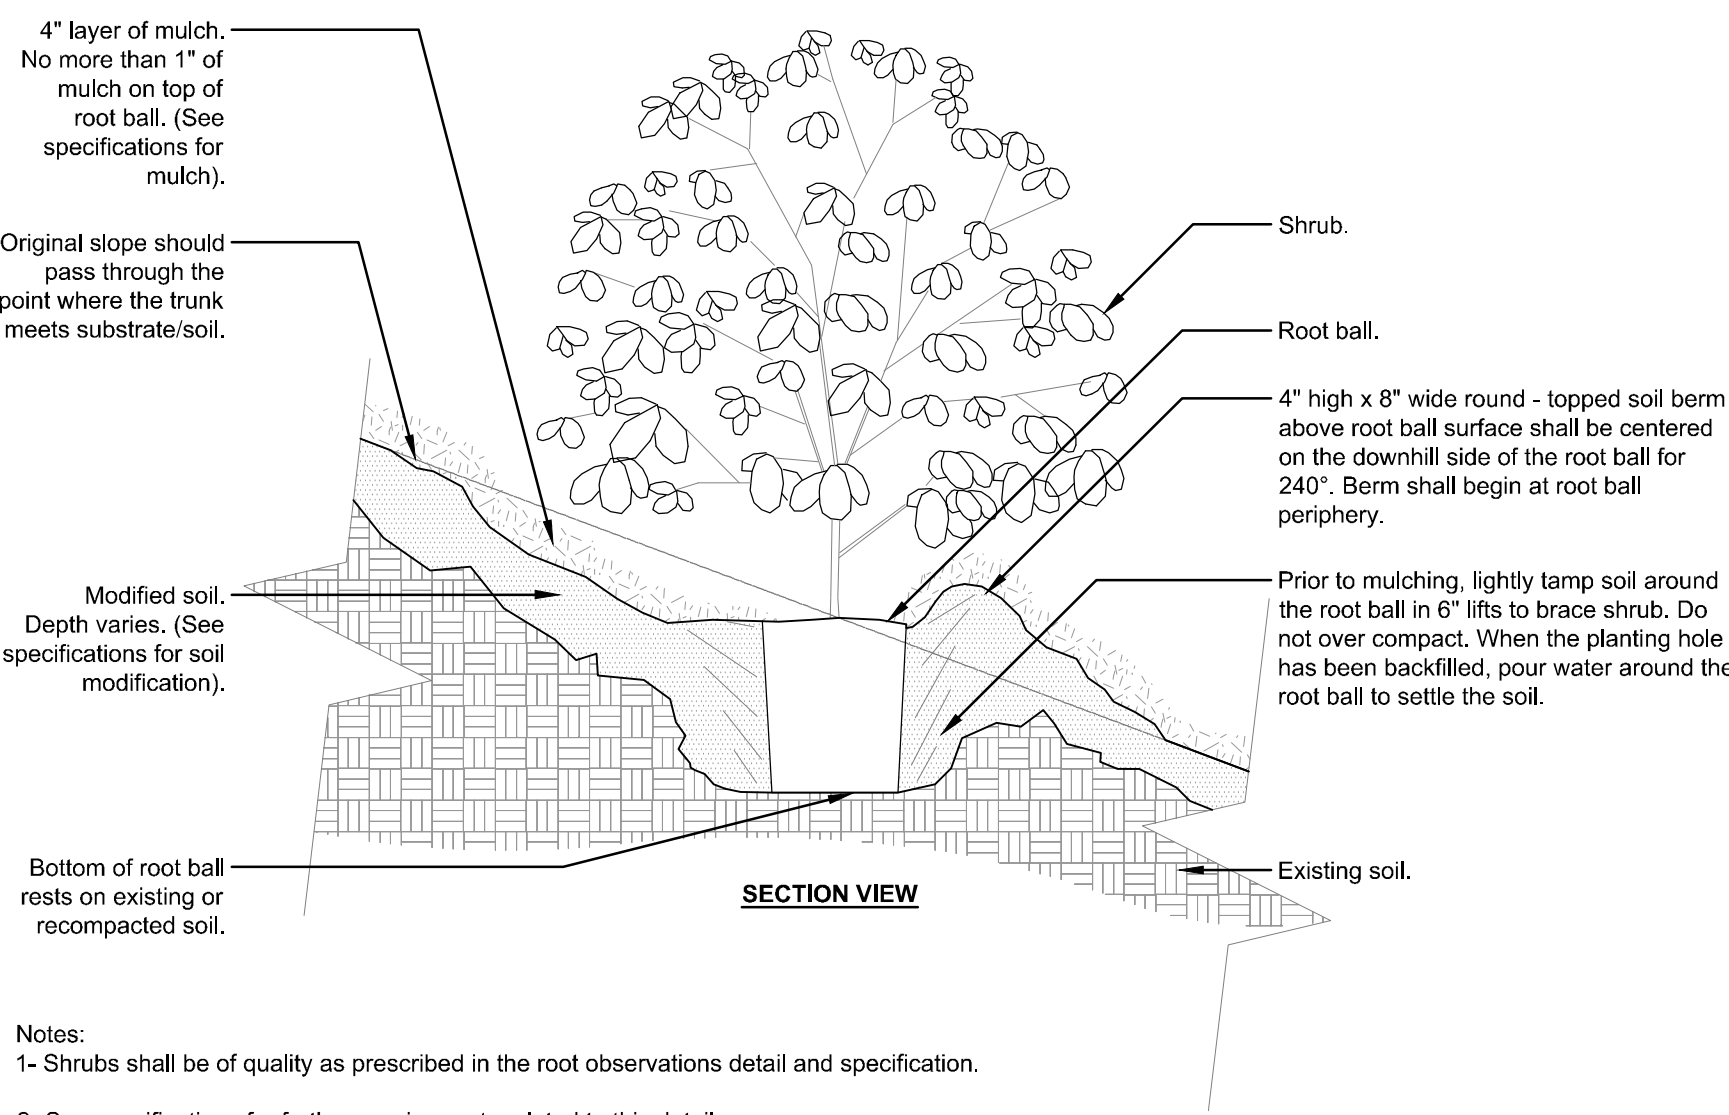 4" layer of mulch.
No more than 1" of
mulch on top of
root ball. (See
specifications for
mulch).
Original slope should
pass through the
point where the trunk
meets substrate/soil.
Modified soil.
Depth varies. (See
specifications for soil
modification).
Bottom of root ball
rests on existing or
recompacted soil.
Shrub.
Root ball.
4" high x 8" wide round - topped soil berm
above root ball surface shall be centered
on the downhill side of the root ball for
240°. Berm shall begin at root ball
periphery.
Prior to mulching, lightly tamp soil around
the root ball in 6" lifts to brace shrub. Do
not over compact. When the planting hole
has been backfilled, pour water around the
root ball to settle the soil.
Existing soil.
SECTION VIEW
Notes:
1- Shrubs shall be of quality as prescribed in the root observations detail and specification.